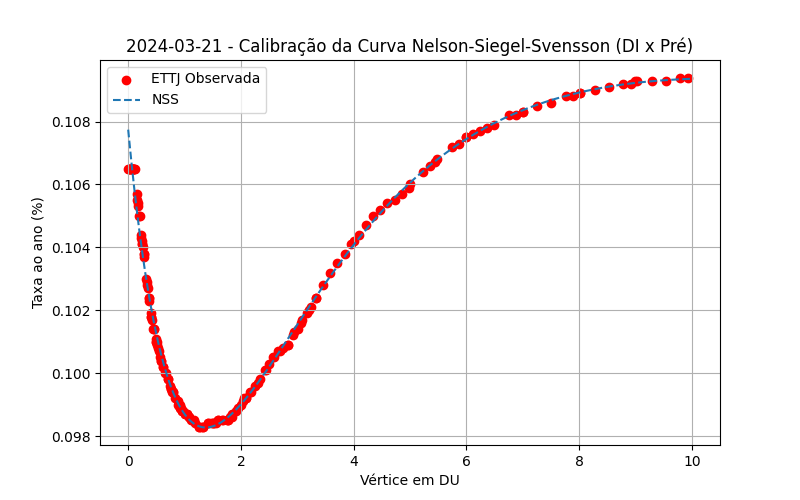 2024-03-21 - Calibração da Curva Nelson-Siegel-Svensson (DI x Pré)
ETTJ Observada
NSS
Taxa ao ano (%)
0.108
0.106
0.104
0.102
0.100
0.098
0 2 4 6 8 10
Vértice em DU